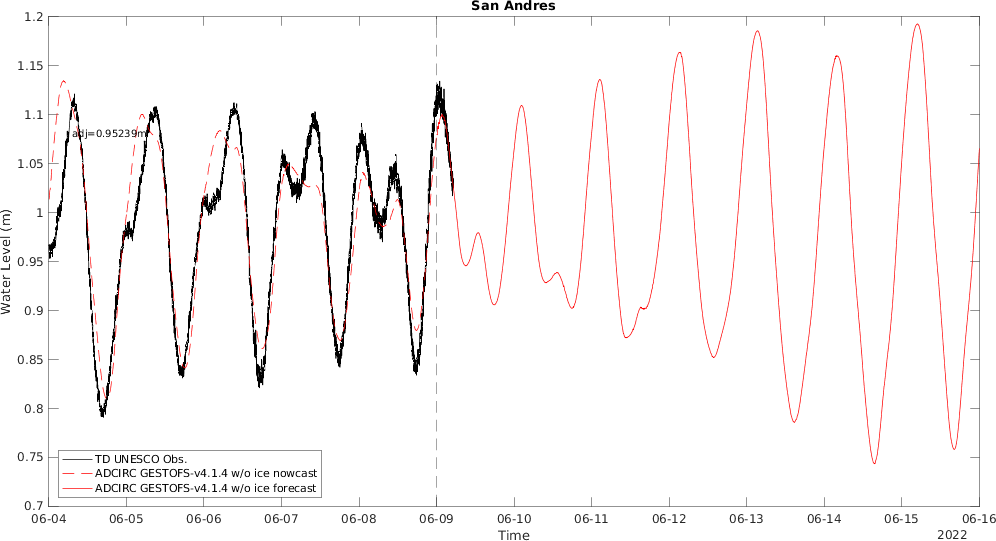 San Andres
1.2
1.15
1.1
1.05
1
0.95
0.9
0.85
0.8
0.75
0.7
Water Level (m)
adj=0.95239m
TD UNESCO Obs.
ADCIRC GESTOFS-v4.1.4 w/o ice nowcast
ADCIRC GESTOFS-v4.1.4 w/o ice forecast
06-04 06-05 06-06 06-07 06-08 06-09 06-10 06-11 06-12 06-13 06-14 06-15 06-16
Time
2022